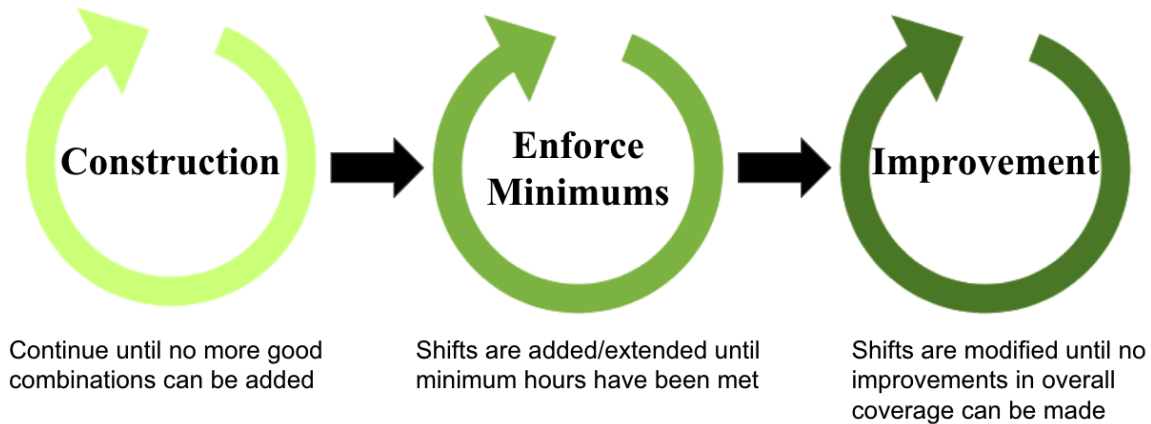 Construction
Enforce
Minimums
Improvement
Continue until no more good
combinations can be added
Shifts are added/extended until
minimum hours have been met
Shifts are modified until no
improvements in overall
coverage can be made